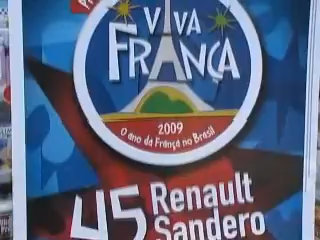 VIVA
FRANÇA
2009
O ano da França no Brasil
45 Renault
Sandero